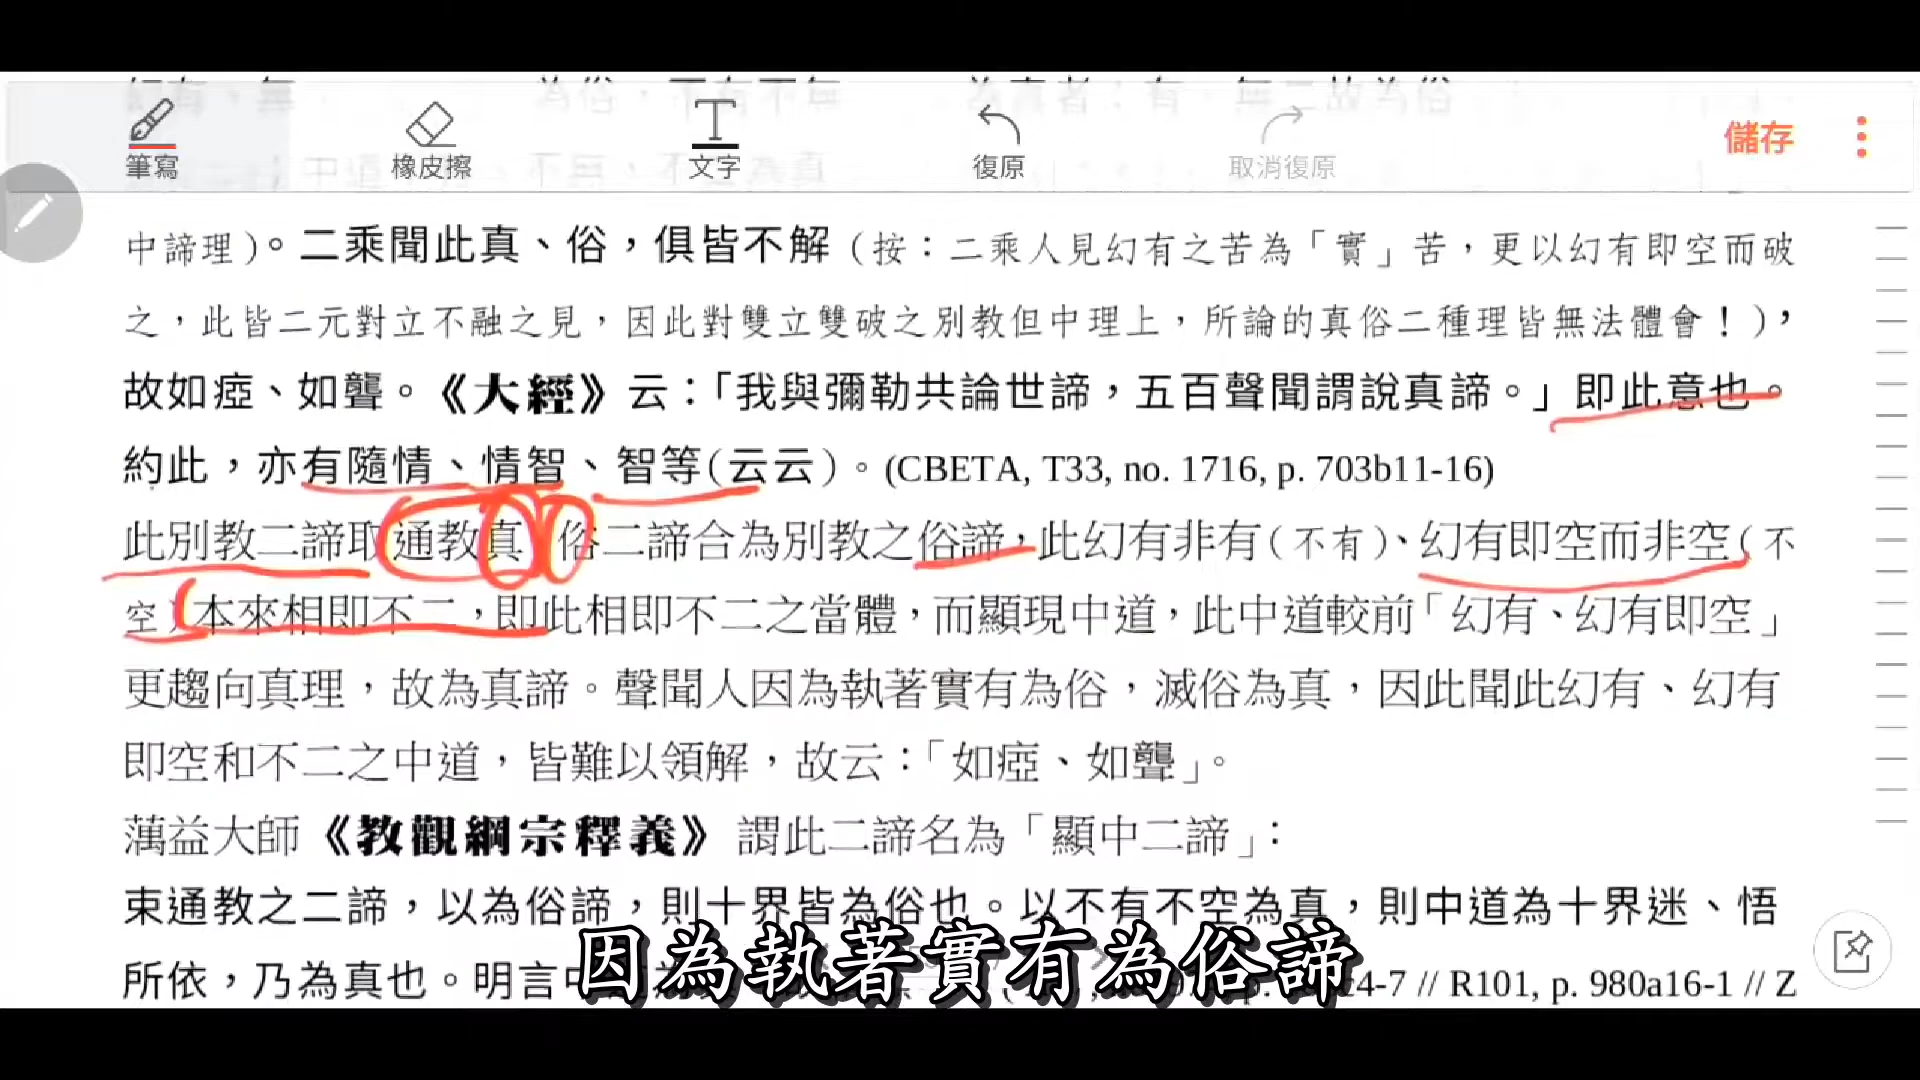 筆寫
橡皮擦
文字
復原
取消復原
儲存
中諦理)。二乘聞此真、俗，俱皆不解（按：二乘人見幻有之苦為「實」苦，更以幻有即空而破
之，此皆二元對立不融之見，因此對雙立雙破之別教但中理上，所論的真俗二種理皆無法體會！)，
故如瘂、如聾。《大經》云：「我與彌勒共論世諦，五百聲聞謂說真諦。」即此意也。
約此，亦有隨情、情智、智等(云云)。(CBETA, T33, no. 1716, p. 703b11-16)
此別教二諦取通教真、俗二諦合為別教之俗諦，此幻有非有(不有)、幻有即空而非空(不
空)本來相即不二，即此相即不二之當體，而顯現中道，此中道較前「幻有、幻有即空」
更趨向真理，故為真諦。聲聞人因為執著實有為俗，滅俗為真，因此聞此幻有、幻有
即空和不二之中道，皆難以領解，故云：「如瘂、如聾」。
蕅益大師《教觀綱宗釋義》謂此二諦名為「顯中二諦」：
束通教之二諦，以為俗諦，則十界皆為俗也。以不有不空為真，則中道為十界迷、悟
所依，乃為真也。明言中 4-7 // R101, p. 980a16-1 // Z
因為執著實有為俗諦